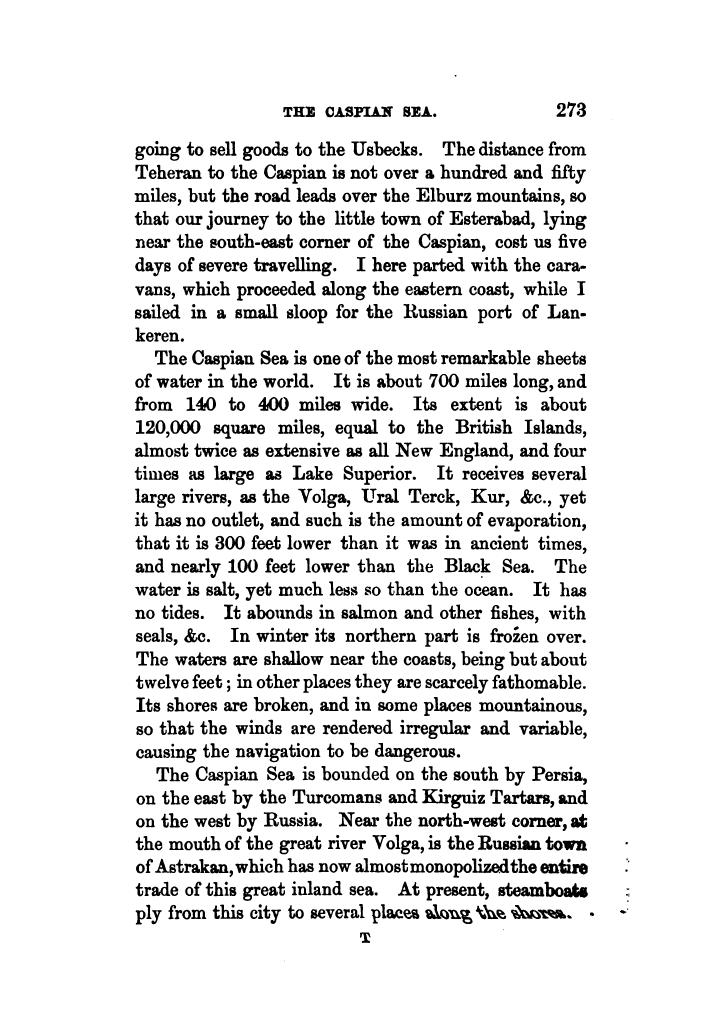 THE CASPIAN SEA. 273
going to sell goods to the Usbecks. The distance from
Teheran to the Caspian is not over a hundred and fifty
miles, but the road leads over the Elburz mountains, so
that our journey to the little town of Esterabad, lying
near the south-east corner of the Caspian, cost us five
days of severe travelling. I here parted with the cara-
vans, which proceeded along the eastern coast, while I
sailed in a small sloop for the Russian port of Lan-
keren.
The Caspian Sea is one of the most remarkable sheets
of water in the world. It is about 700 miles long, and
from 140 to 400 miles wide. Its extent is about
120,000 square miles, equal to the British Islands,
almost twice as extensive as all New England, and four
times as large as Lake Superior. It receives several
large rivers, as the Volga, Ural Terck, Kur, &c., yet
it has no outlet, and such is the amount of evaporation,
that it is 300 feet lower than it was in ancient times,
and nearly 100 feet lower than the Black Sea. The
water is salt, yet much less so than the ocean. It has
no tides. It abounds in salmon and other fishes, with
seals, &c. In winter its northern part is frozen over.
The waters are shallow near the coasts, being but about
twelve feet; in other places they are scarcely fathomable.
Its shores are broken, and in some places mountainous,
so that the winds are rendered irregular and variable,
causing the navigation to be dangerous.
The Caspian Sea is bounded on the south by Persia,
on the east by the Turcomans and Kirguiz Tartars, and
on the west by Russia. Near the north-west corner, at
the mouth of the great river Volga, is the Russian town
of Astrakan, which has now almost monopolized the entire
trade of this great inland sea. At present, steamboats
ply from this city to several places along the shores.
T